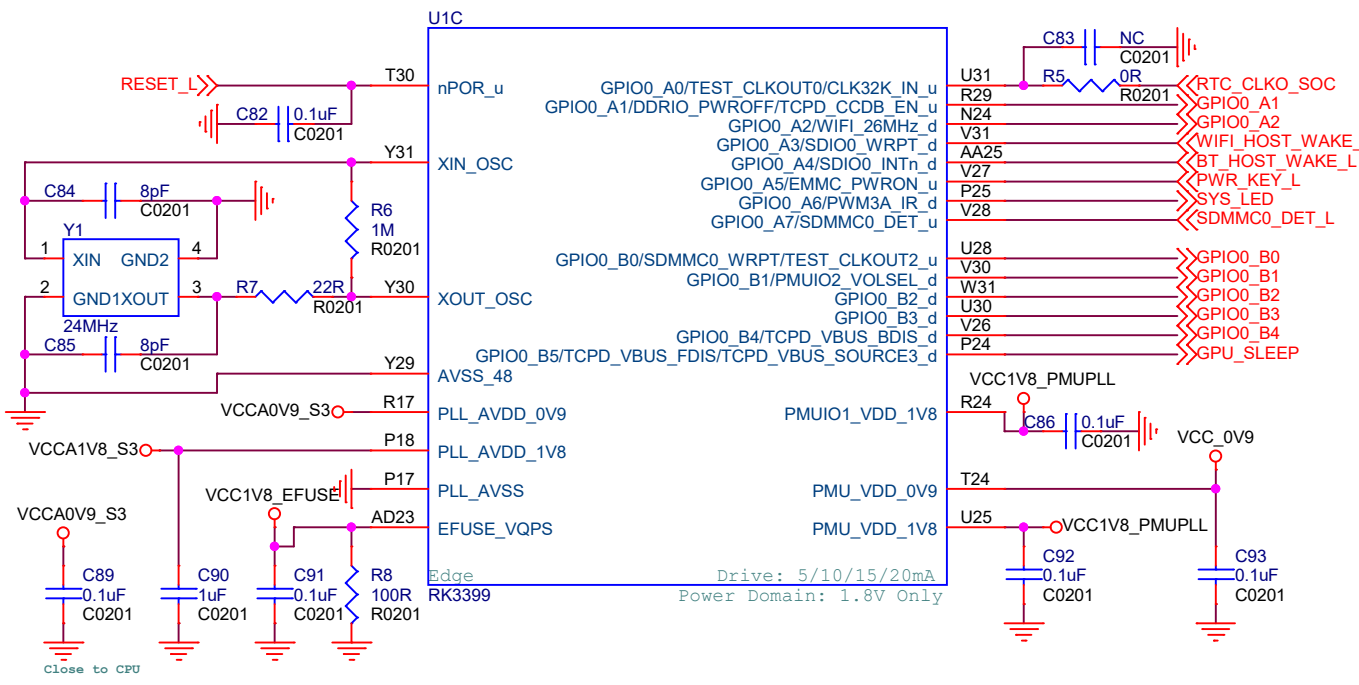 U1C
RESET_L
T30
nPOR_u
C82
0.1uF
C0201
Y31
XIN_OSC
C84
8pF
C0201
R6
1M
R0201
Y1
1
XIN
GND2
4
2
GND1XOUT
3
24MHz
R7
22R
R0201
Y30
XOUT_OSC
C85
8pF
C0201
Y29
AVSS_48
VCCA0V9_S3
R17
PLL_AVDD_0V9
VCCA1V8_S3
P18
PLL_AVDD_1V8
P17
PLL_AVSS
VCC1V8_EFUSE
AD23
EFUSE_VQPS
VCCA0V9_S3
C89
0.1uF
C0201
Close to CPU
C90
1uF
C0201
C91
0.1uF
C0201
R8
100R
R0201
Edge
RK3399
Drive: 5/10/15/20mA
Power Domain: 1.8V Only
C83
NC
C0201
GPIO0_A0/TEST_CLKOUT0/CLK32K_IN_u
U31
R5
0R
R0201
RTC_CLKO_SOC
GPIO0_A1/DDRIO_PWROFF/TCPD_CCDB_EN_u
R29
GPIO0_A1
GPIO0_A2/WIFI_26MHz_d
N24
GPIO0_A2
GPIO0_A3/SDIO0_WRPT_d
V31
WIFI_HOST_WAKE_
GPIO0_A4/SDIO0_INTn_d
AA25
BT_HOST_WAKE_L
GPIO0_A5/EMMC_PWRON_u
V27
PWR_KEY_L
GPIO0_A6/PWM3A_IR_d
P25
SYS_LED
GPIO0_A7/SDMMC0_DET_u
V28
SDMMC0_DET_L
GPIO0_B0/SDMMC0_WRPT/TEST_CLKOUT2_u
U28
GPIO0_B0
GPIO0_B1/PMUIO2_VOLSEL_d
V30
GPIO0_B1
GPIO0_B2_d
W31
GPIO0_B2
GPIO0_B3_d
U30
GPIO0_B3
GPIO0_B4/TCPD_VBUS_BDIS_d
V26
GPIO0_B4
GPIO0_B5/TCPD_VBUS_FDIS/TCPD_VBUS_SOURCE3_d
P24
GPU_SLEEP
VCC1V8_PMUPLL
PMUIO1_VDD_1V8
R24
C86
0.1uF
C0201
VCC_0V9
PMU_VDD_0V9
T24
PMU_VDD_1V8
U25
VCC1V8_PMUPLL
C92
0.1uF
C0201
C93
0.1uF
C0201